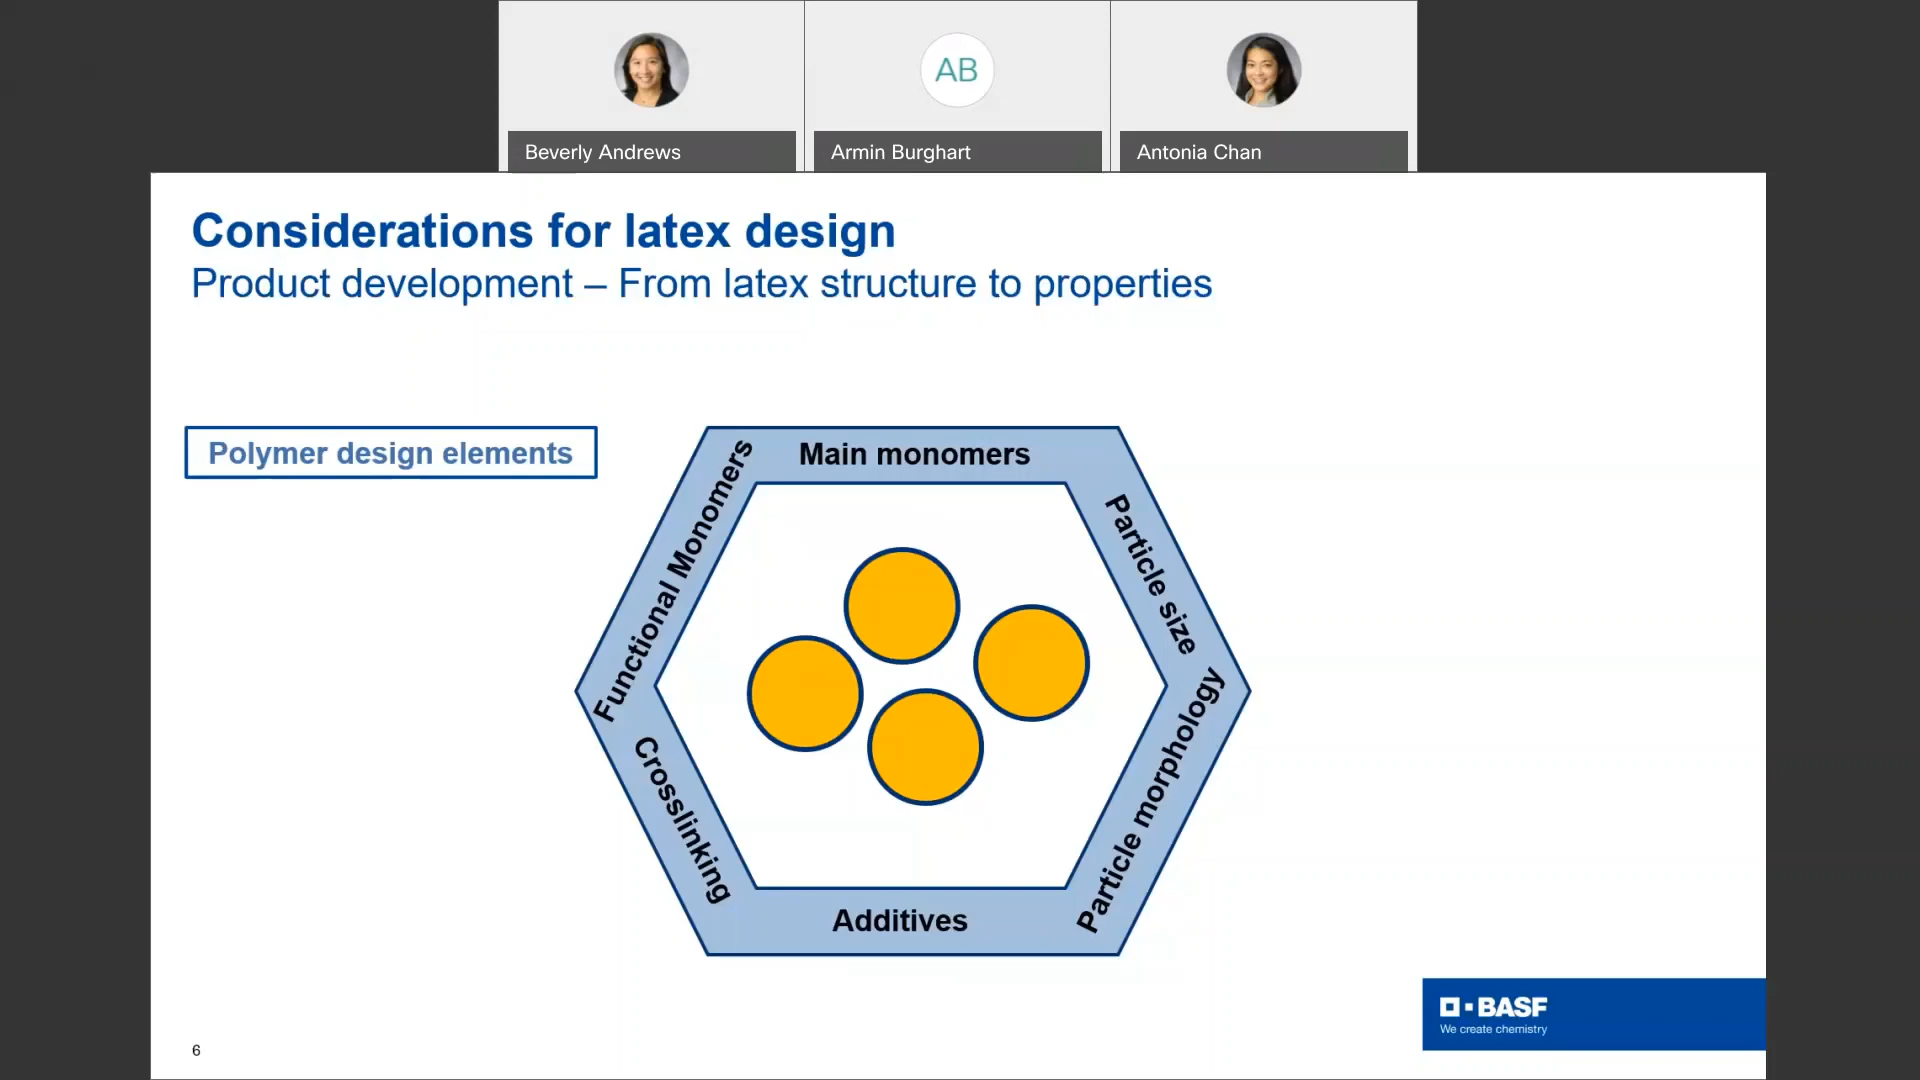 Beverly Andrews
AB
Armin Burghart
Antonia Chan
Considerations for latex design
Product development – From latex structure to properties
Polymer design elements
Main monomers
Functional Monomers
Particle size
Crosslinking
Particle morphology
Additives
BASF
We create chemistry
6